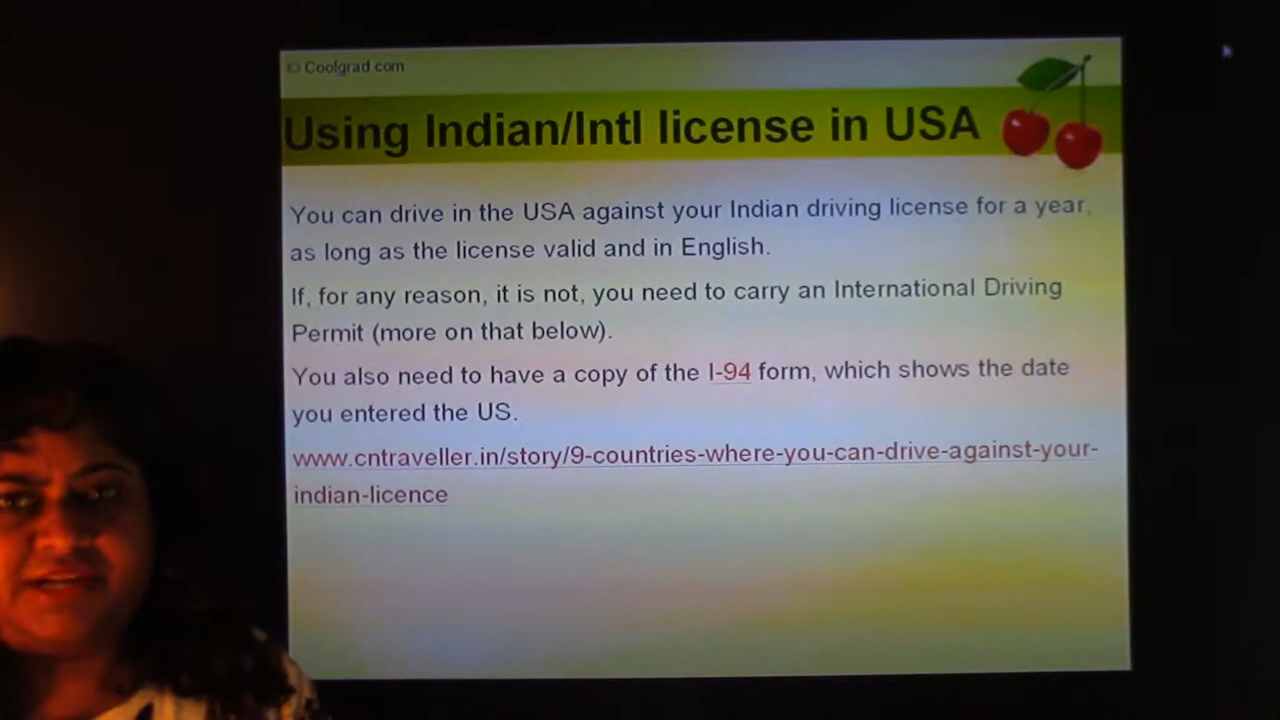 © Coolgrad com
Using Indian/Intl license in USA
You can drive in the USA against your Indian driving license for a year,
as long as the license valid and in English.
If, for any reason, it is not, you need to carry an International Driving
Permit (more on that below).
You also need to have a copy of the I-94 form, which shows the date
you entered the US.
www.cntraveller.in/story/9-countries-where-you-can-drive-against-your-
indian-licence